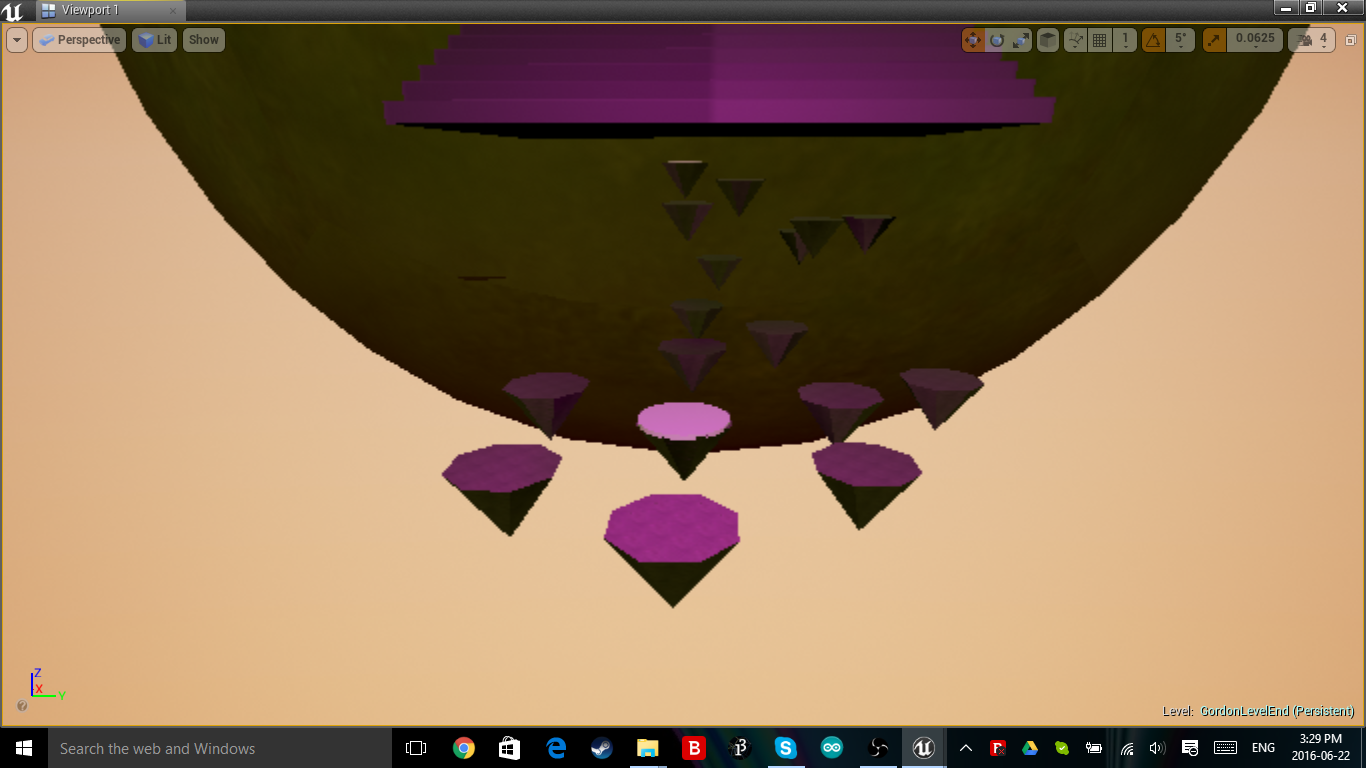 Viewport 1
Perspective
Lit
Show
1
5°
0.0625
4
Z
X
Y
?
Level: GordonLevelEnd (Persistent)
Search the web and Windows
B
ENG
3:29 PM
2016-06-22